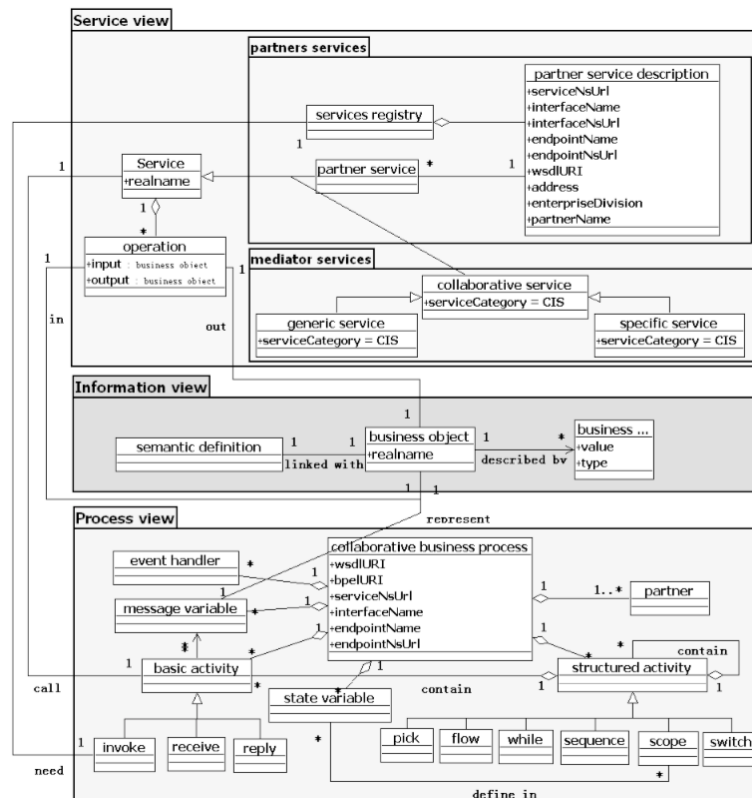 Service view
partners services
partner service description
+serviceNsUrl
+interfaceName
+interfaceNsUrl
+endpointName
+endpointNsUrl
+wsdlURI
+address
+enterpriseDivision
+partnerName
services registry
1
1
Service
+realname
partner service
*
1
1
*
1
operation
1
+input : business object
+output : business object
in
out
mediator services
collaborative service
+serviceCategory = CIS
generic service
+serviceCategory = CIS
specific service
+serviceCategory = CIS
Information view
1
semantic definition
1
linked with
1
business object
+realname
1
described by
*
business ...
+value
+type
1
1
represent
Process view
event handler
*
1
collaborative business process
+wsdlURI
+bpelURI
+serviceNsUrl
+interfaceName
+endpointName
+endpointNsUrl
1
message variable
*
1
1
1..*
partner
1
*
*
*
1
1
*
*
contain
1
basic activity
*
contain
1
structured activity
1
call
1
*
state variable
*
invoke
receive
reply
1
need
pick
flow
while
sequence
scope
switch
*
define in